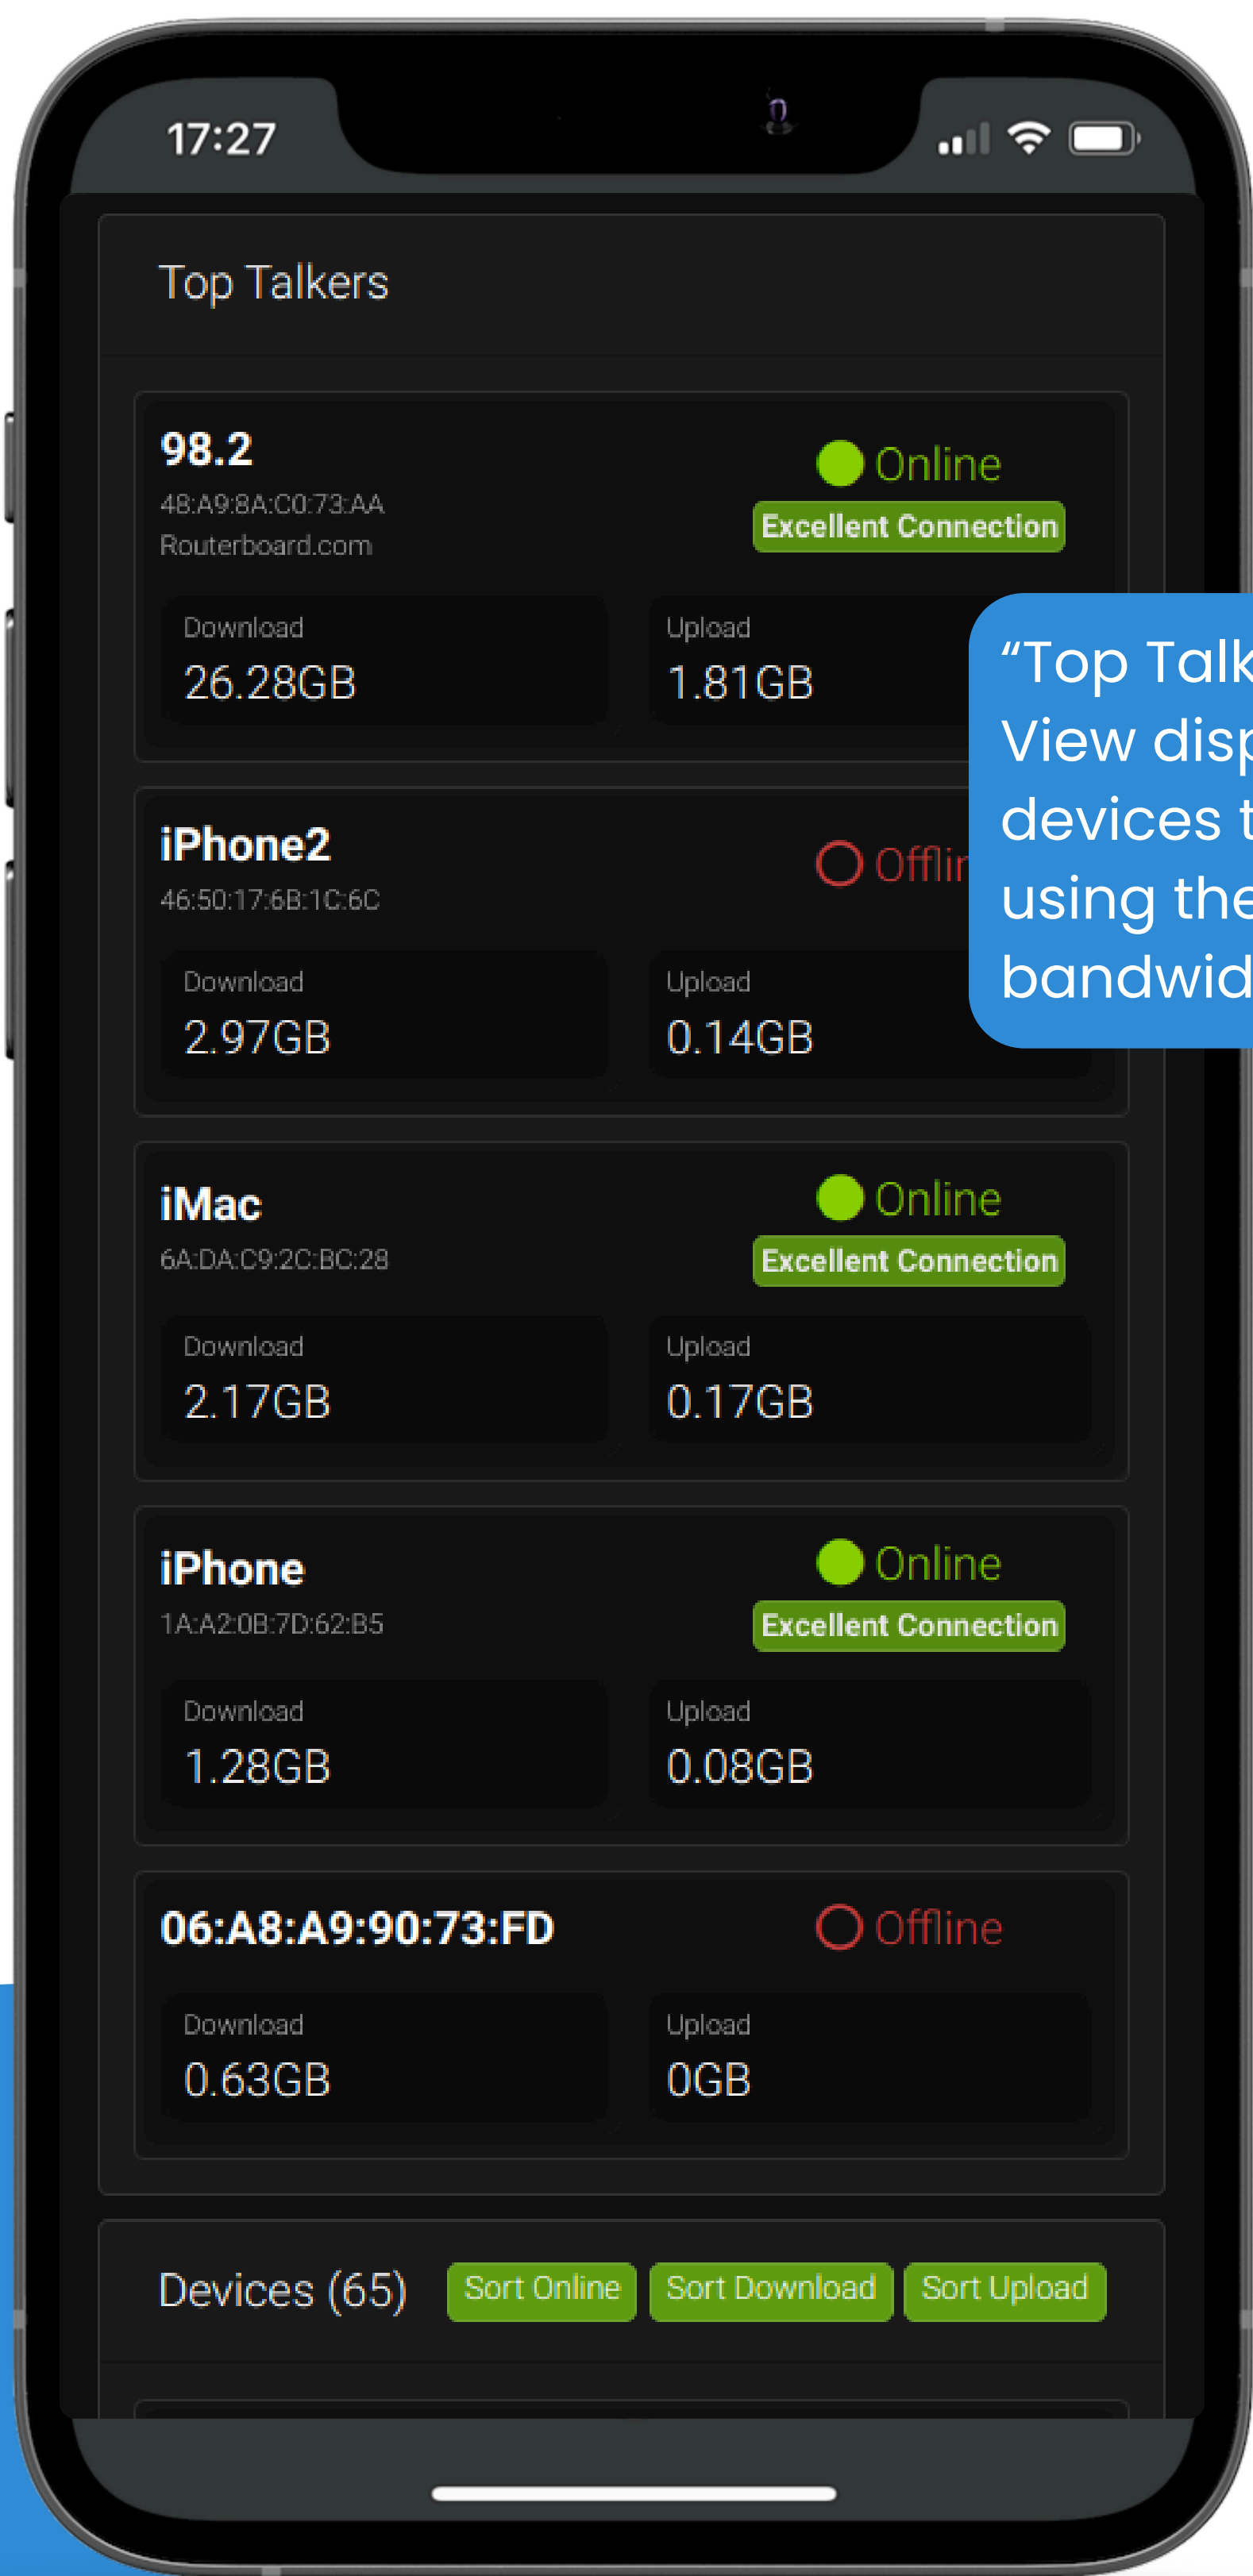 17:27
Top Talkers
98.2
Online
48:A9:8A:C0:73:AA
Excellent Connection
Routerboard.com
Download
Upload
26.28GB
1.81GB
“Top Talk
View disp
devices t
using the
bandwid
iPhone2
Offlin
46:50:17:6B:1C:6C
Download
Upload
2.97GB
0.14GB
iMac
Online
6A:DA:C9:2C:BC:28
Excellent Connection
Download
Upload
2.17GB
0.17GB
iPhone
Online
1A:A2:0B:7D:62:B5
Excellent Connection
Download
Upload
1.28GB
0.08GB
06:A8:A9:90:73:FD
Offline
Download
Upload
0.63GB
0GB
Devices (65)
Sort Online
Sort Download
Sort Upload